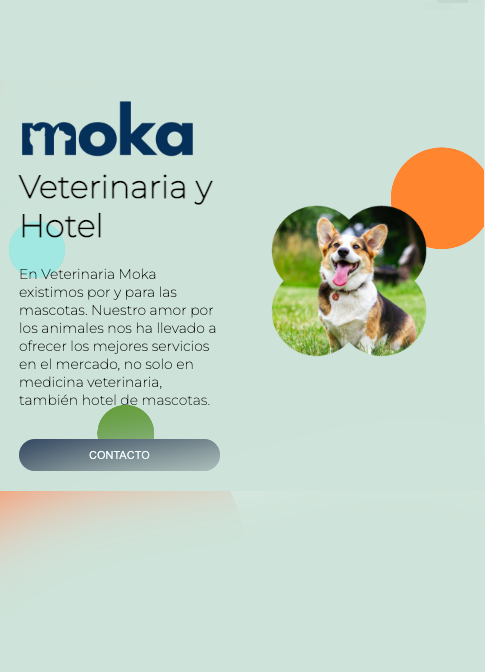 moka
Veterinaria y
Hotel
En Veterinaria Moka
existimos por y para las
mascotas. Nuestro amor por
los animales nos ha llevado a
ofrecer los mejores servicios
en el mercado, no solo en
medicina veterinaria,
también hotel de mascotas.
CONTACTO